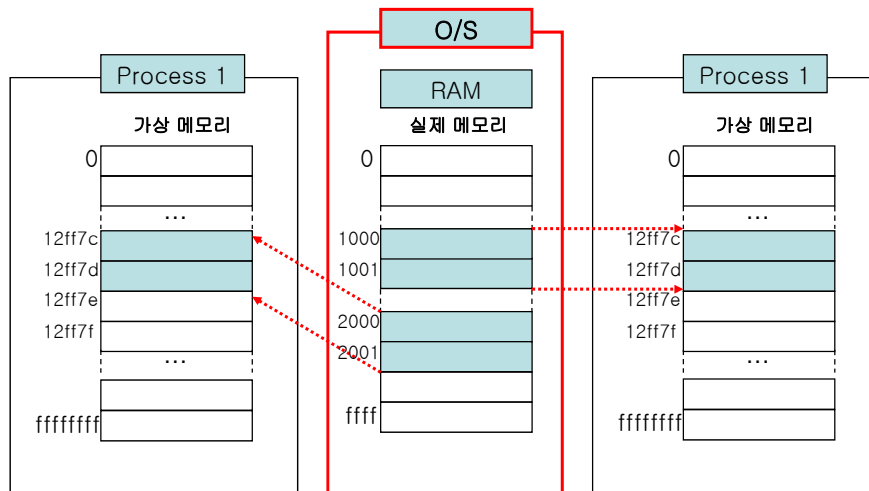 O/S
Process 1
가상 메모리
0
...
12ff7c
12ff7d
12ff7e
12ff7f
...
ffffffff
RAM
실제 메모리
0
1000
1001
2000
2001
ffff
Process 1
가상 메모리
0
...
12ff7c
12ff7d
12ff7e
12ff7f
...
ffffffff